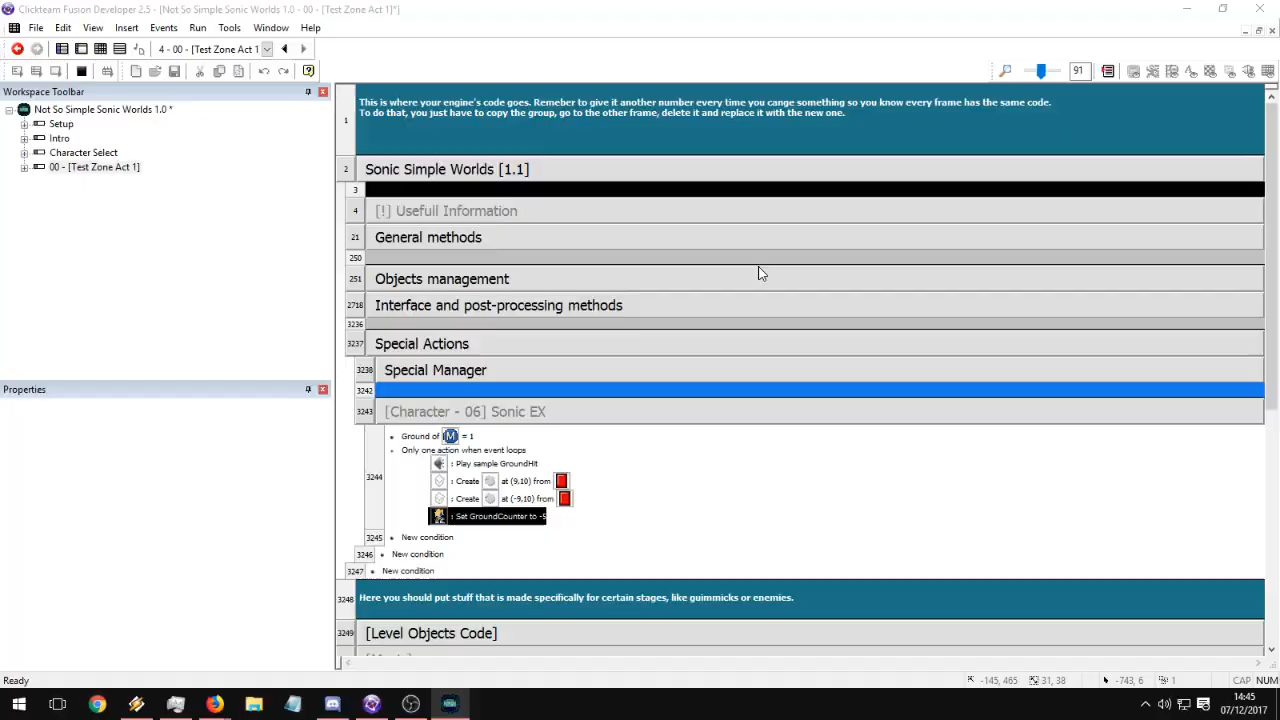 Clickteam Fusion Developer 2.5 - [Not So Simple Sonic Worlds 1.0 - 00 - [Test Zone Act 1]*]
File Edit View Insert Events Run Tools Window Help
4 - 00 - [Test Zone Act 1
91
Workspace Toolbar
Not So Simple Sonic Worlds 1.0 *
Setup
Intro
Character Select
00 - [Test Zone Act 1]
Properties
1 This is where your engine's code goes. Remeber to give it another number every time you cange something so you know every frame has the same code.
To do that, you just have to copy the group, go to the other frame, delete it and replace it with the new one.
2 Sonic Simple Worlds [1.1]
3
4 [!] Usefull Information
21 General methods
250
251 Objects management
2718 Interface and post-processing methods
3236
3237 Special Actions
3238 Special Manager
3242
3243 [Character - 06] Sonic EX
3244
• Ground of M = 1
• Only one action when event loops
: Play sample GroundHit
: Create at (9,10) from
: Create at (-9,10) from
: Set GroundCounter to -5
3245 • New condition
3246 • New condition
3247 • New condition
3248 Here you should put stuff that is made specifically for certain stages, like guimmicks or enemies.
3249 [Level Objects Code]
Ready
-145, 465 31, 38 -743, 6 1 CAP NUM
14:45
07/12/2017